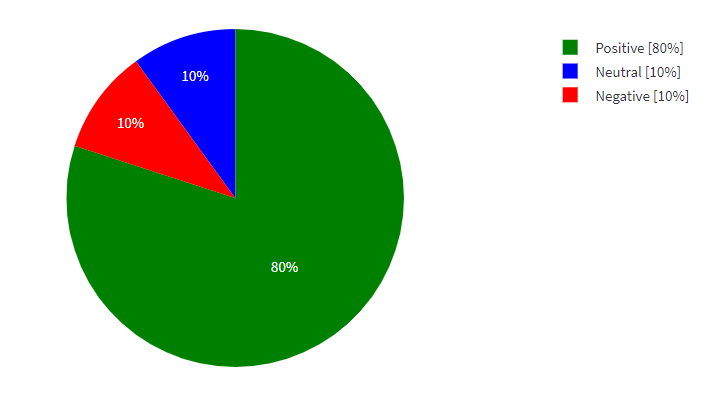 10%
10%
80%
Positive [80%]
Neutral [10%]
Negative [10%]